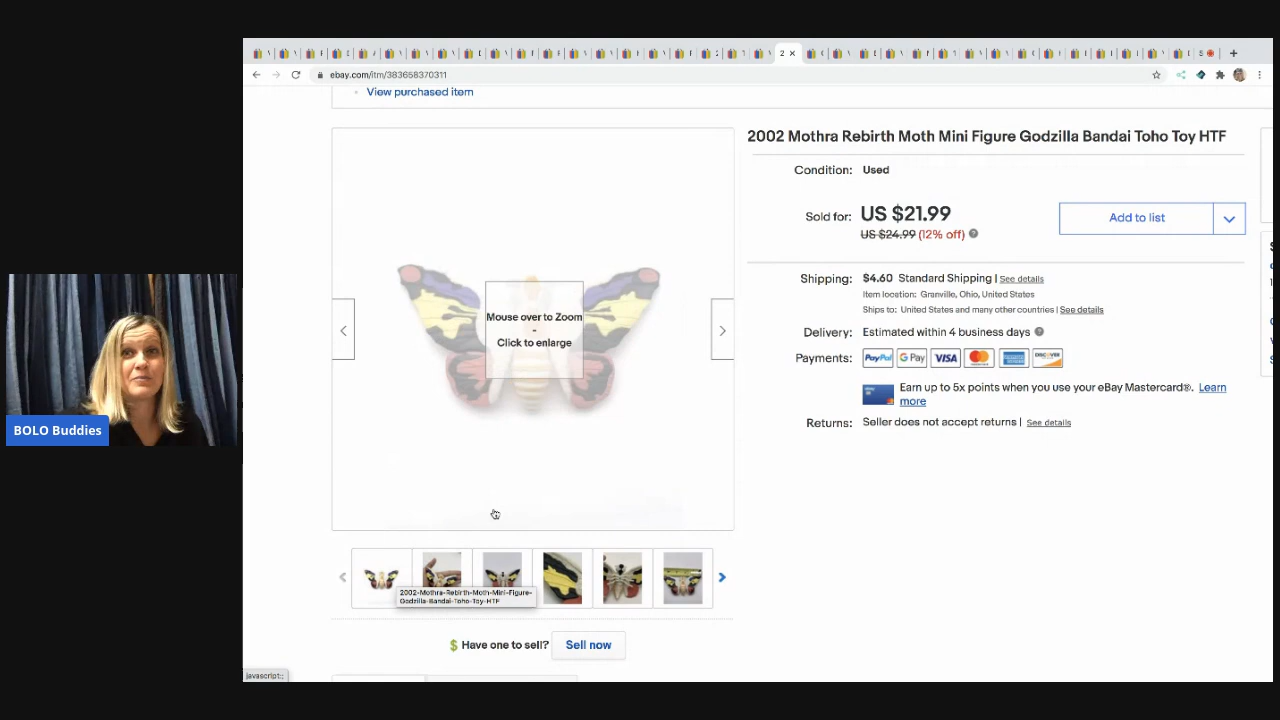 2
ebay.com/itm/383658370311
View purchased item
2002 Mothra Rebirth Moth Mini Figure Godzilla Bandai Toho Toy HTF
Condition: Used
Sold for: US $21.99
Add to list
US $24.99 (12% off)
Mouse over to Zoom
-
Click to enlarge
Shipping: $4.60 Standard Shipping | See details
Item location: Granville, Ohio, United States
Ships to: United States and many other countries | See details
Delivery: Estimated within 4 business days
Payments: PayPal G Pay VISA
Earn up to 5x points when you use your eBay Mastercard®. Learn
more
Returns: Seller does not accept returns | See details
BOLO Buddies
2002-Mothra-Rebirth-Moth-Mini-Figure-
Godzilla-Bandai-Toho-Toy-HTF
Have one to sell? Sell now
javascript:;